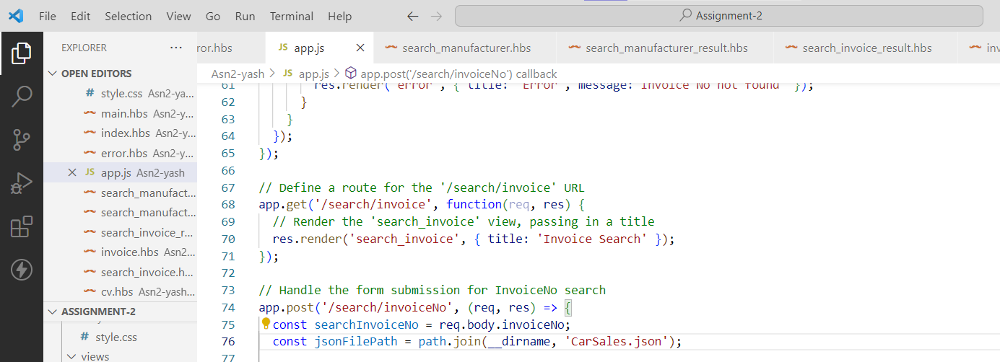 File Edit Selection View Go Run Terminal Help Assignment-2
EXPLORER ...
ror.hbs JS app.js search_manufacturer.hbs search_manufacturer_result.hbs search_invoice_result.hbs inv
OPEN EDITORS
# style.css Asn2-ya...
main.hbs Asn2-y...
index.hbs Asn2-y...
error.hbs Asn2-y...
JS app.js Asn2-yash
search_manufact...
search_manufact...
search_invoice_r...
invoice.hbs Asn2...
search_invoice.h...
cv.hbs Asn2-yash...
ASSIGNMENT-2
# style.css
views
Asn2-yash > JS app.js > app.post('/search/invoiceNo') callback
61 res.render('error', { title: 'Error', message:'Invoice No not found' });
62 }
63 }
64 });
65 });
66
67 // Define a route for the '/search/invoice' URL
68 app.get('/search/invoice', function(req, res) {
69 // Render the 'search_invoice' view, passing in a title
70 res.render('search_invoice', { title: 'Invoice Search' });
71 });
72
73 // Handle the form submission for InvoiceNo search
74 app.post('/search/invoiceNo', (req, res) => {
75 const searchInvoiceNo = req.body.invoiceNo;
76 const jsonFilePath = path.join(__dirname, 'CarSales.json');
77